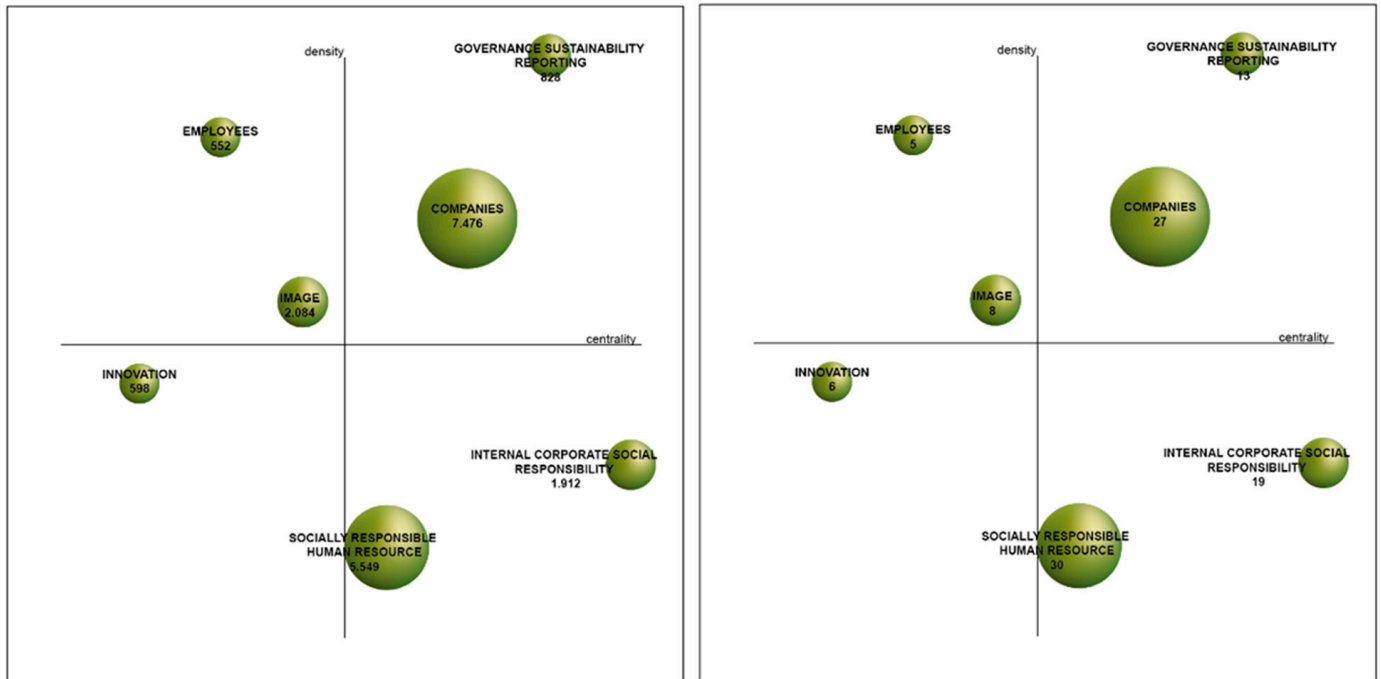 density
GOVERNANCE SUSTAINABILITY
REPORTING
828
EMPLOYEES
552
COMPANIES
7.476
IMAGE
2.084
centrality
INNOVATION
598
INTERNAL CORPORATE SOCIAL
RESPONSIBILITY
1.912
SOCIALLY RESPONSIBLE
HUMAN RESOURCE
5.549
density
GOVERNANCE SUSTAINABILITY
REPORTING
13
EMPLOYEES
5
COMPANIES
27
IMAGE
8
centrality
INNOVATION
6
INTERNAL CORPORATE SOCIAL
RESPONSIBILITY
19
SOCIALLY RESPONSIBLE
HUMAN RESOURCE
30